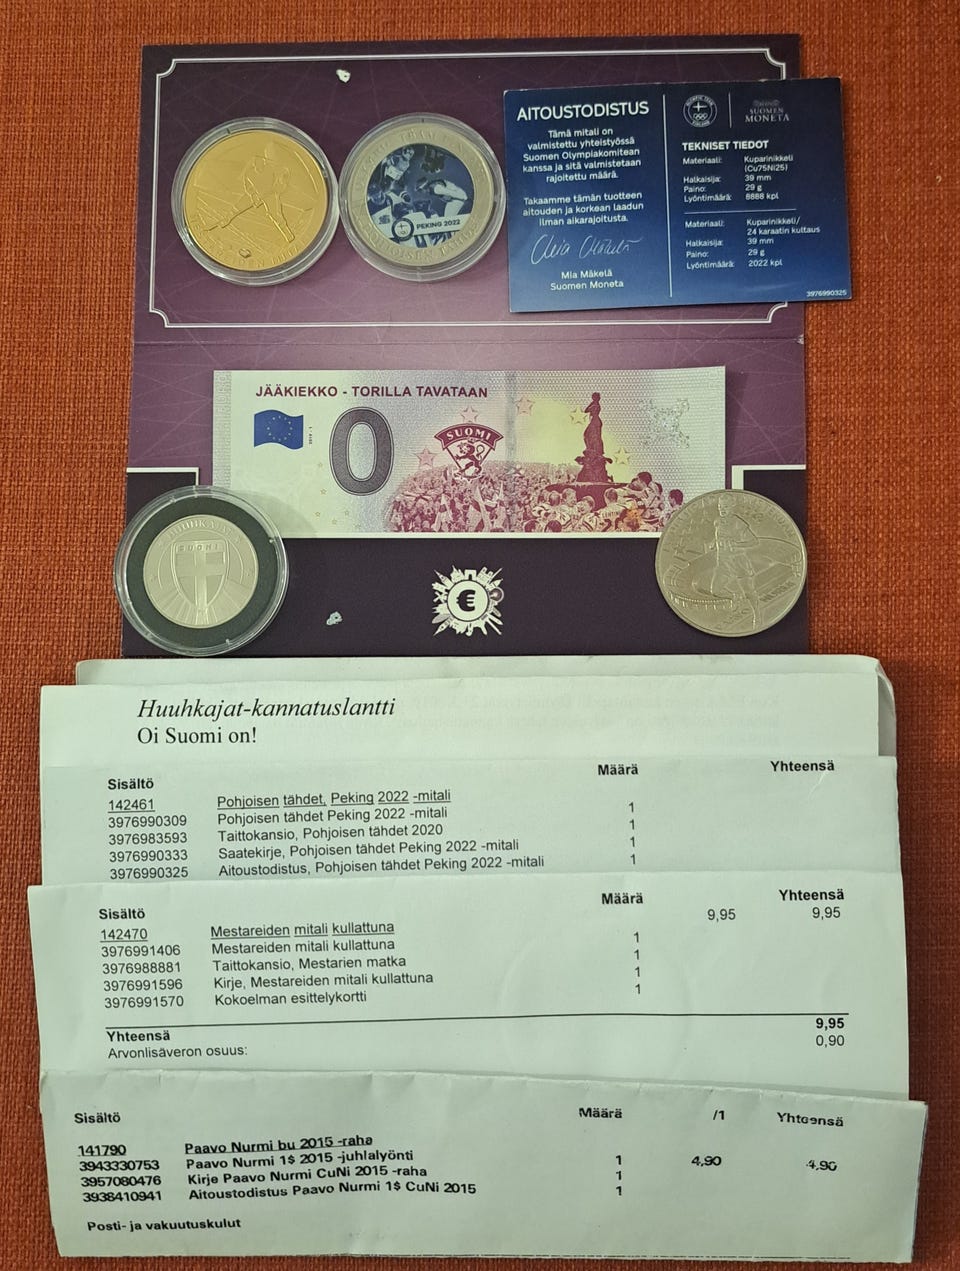 PEKING 2022
AITOUSTODISTUS
Tämä mitali on
valmistettu yhteistyössä
Suomen Olympiakomitean
kanssa ja sitä valmistetaan
rajoitettu määrä.
Takaamme tämän tuotteen
aitouden ja korkean laadun
ilman aikarajoitusta.
Mia Mäkelä
Suomen Moneta
SUOMEN
MONETA
TEKNISET TIEDOT
Materiaali: Kuparinikkeli
(Cu75Ni25)
Halkaisija: 39 mm
Paino: 29 g
Lyöntimäärä: 8888 kpl
Materiaali: Kuparinikkeli/
24 karaatin kultaus
Halkaisija: 39 mm
Paino: 29 g
Lyöntimäärä: 2022 kpl
3976990325
JÄÄKIEKKO - TORILLA TAVATAAN
0
SUOMI
HUUHKAJAT
SUOMI
€
Huuhkajat-kannatuslantti
Oi Suomi on!
Sisältö Määrä Yhteensä
142461 Pohjoisen tähdet, Peking 2022 -mitali
3976990309 Pohjoisen tähdet Peking 2022 -mitali 1
3976983593 Taittokansio, Pohjoisen tähdet 2020 1
3976990333 Saatekirje, Pohjoisen tähdet Peking 2022 -mitali 1
3976990325 Aitoustodistus, Pohjoisen tähdet Peking 2022 -mitali 1
Sisältö Määrä Yhteensä
142470 Mestareiden mitali kullattuna 9,95 9,95
3976991406 Mestareiden mitali kullattuna 1
3976988881 Taittokansio, Mestarien matka 1
3976991596 Kirje, Mestareiden mitali kullattuna 1
3976991570 Kokoelman esittelykortti 1
Yhteensä 9,95
Arvonlisäveron osuus: 0,90
Sisältö Määrä /1 Yhteensä
141790 Paavo Nurmi bu 2015 -raha
3943330753 Paavo Nurmi 1$ 2015 -juhlalyönti 1 4,90 4,90
3957080476 Kirje Paavo Nurmi CuNi 2015 -raha 1
3938410941 Aitoustodistus Paavo Nurmi 1$ CuNi 2015 1
Posti- ja vakuutuskulut